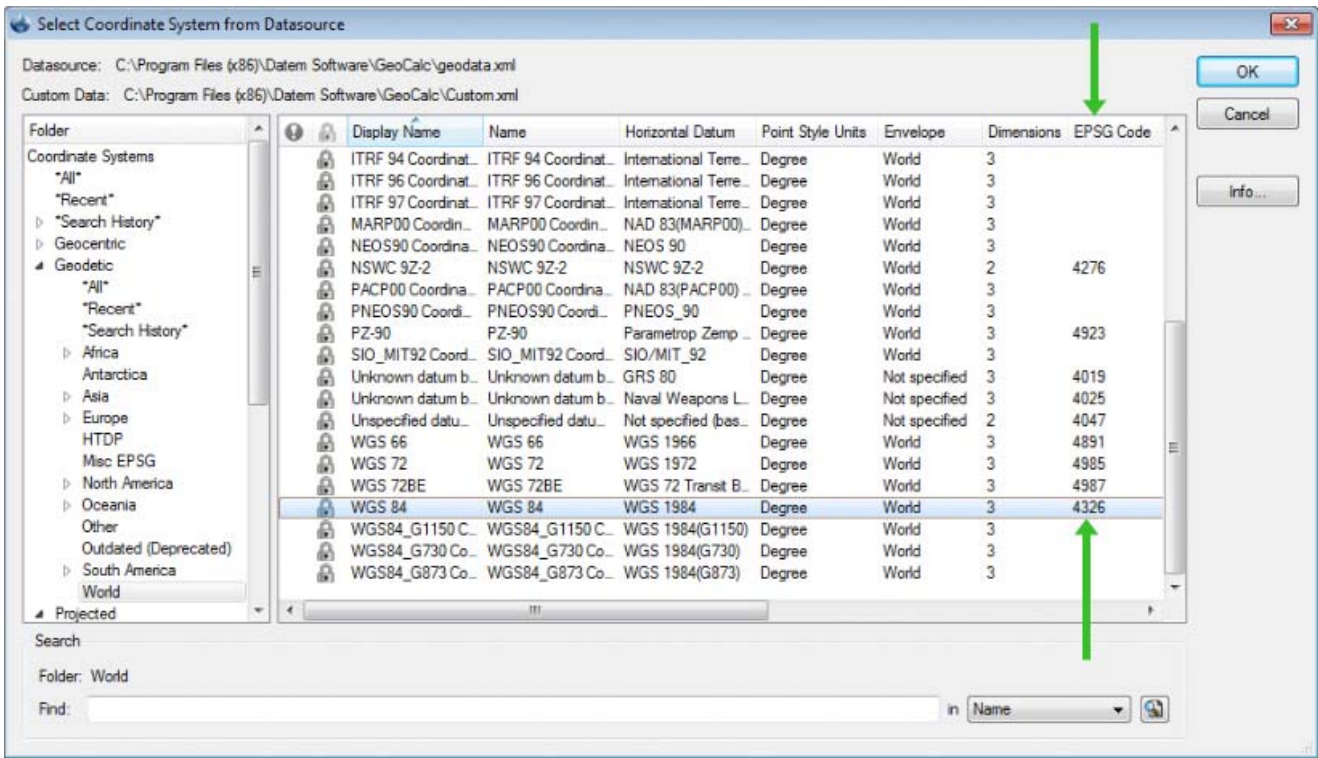 Select Coordinate System from Datasource
Datasource: C:\Program Files (x86)\Datem Software\GeoCalc\geodata.xml
Custom Data: C:\Program Files (x86)\Datem Software\GeoCalc\Custom.xml
OK
Cancel
Info...
Folder
Coordinate Systems
*All*
*Recent*
*Search History*
Geocentric
Geodetic
*All*
*Recent*
*Search History*
Africa
Antarctica
Asia
Europe
HTDP
Misc EPSG
North America
Oceania
Other
Outdated (Deprecated)
South America
World
Projected
Display Name Name Horizontal Datum Point Style Units Envelope Dimensions EPSG Code
ITRF 94 Coordinat... ITRF 94 Coordinat... International Terre... Degree World 3
ITRF 96 Coordinat... ITRF 96 Coordinat... International Terre... Degree World 3
ITRF 97 Coordinat... ITRF 97 Coordinat... International Terre... Degree World 3
MARP00 Coordin... MARP00 Coordin... NAD 83(MARP00)... Degree World 3
NEOS90 Coordina... NEOS90 Coordina... NEOS 90 Degree World 3
NSWC 9Z-2 NSWC 9Z-2 NSWC 9Z-2 Degree World 2 4276
PACP00 Coordina... PACP00 Coordina... NAD 83(PACP00) ... Degree World 3
PNEOS90 Coordi... PNEOS90 Coordi... PNEOS_90 Degree World 3
PZ-90 PZ-90 Parametrop Zemp ... Degree World 3 4923
SIO_MIT92 Coord... SIO_MIT92 Coord... SIO/MIT_92 Degree World 3
Unknown datum b... Unknown datum b... GRS 80 Degree Not specified 3 4019
Unknown datum b... Unknown datum b... Naval Weapons L... Degree Not specified 3 4025
Unspecified datu... Unspecified datu... Not specified (bas... Degree Not specified 2 4047
WGS 66 WGS 66 WGS 1966 Degree World 3 4891
WGS 72 WGS 72 WGS 1972 Degree World 3 4985
WGS 72BE WGS 72BE WGS 72 Transit B... Degree World 3 4987
WGS 84 WGS 84 WGS 1984 Degree World 3 4326
WGS84_G1150 C... WGS84_G1150 C... WGS 1984(G1150) Degree World 3
WGS84_G730 Co... WGS84_G730 Co... WGS 1984(G730) Degree World 3
WGS84_G873 Co... WGS84_G873 Co... WGS 1984(G873) Degree World 3
Search
Folder: World
Find: in Name